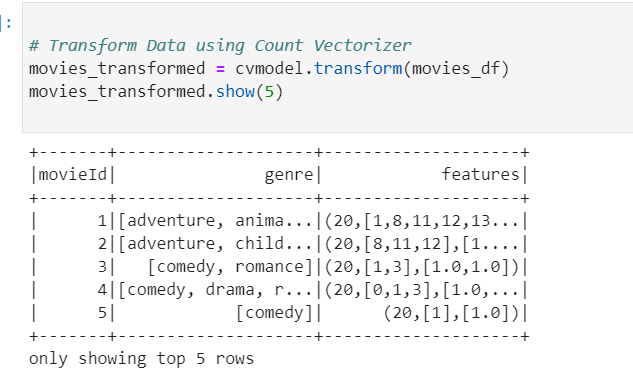 ]:
# Transform Data using Count Vectorizer
movies_transformed = cvmodel.transform(movies_df)
movies_transformed.show(5)
+-------+--------------------+--------------------+
|movieId|               genre|            features|
+-------+--------------------+--------------------+
|      1|[adventure, anima...|(20,[1,8,11,12,13...|
|      2|[adventure, child...|(20,[8,11,12],[1....|
|      3|   [comedy, romance]|(20,[1,3],[1.0,1.0])|
|      4|[comedy, drama, r...|(20,[0,1,3],[1.0,...|
|      5|            [comedy]|      (20,[1],[1.0])|
+-------+--------------------+--------------------+
only showing top 5 rows